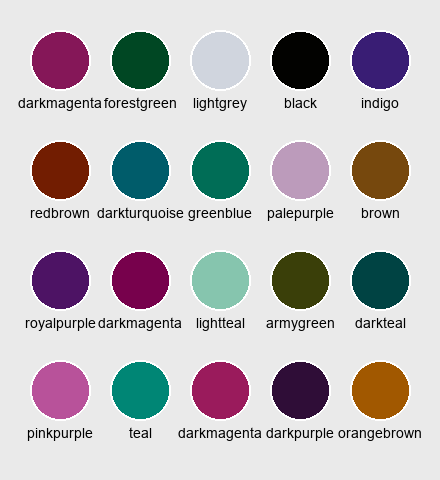 darkmagenta forestgreen lightgrey black indigo
redbrown darkturquoise greenblue palepurple brown
royalpurple darkmagenta lightteal armygreen darkteal
pinkpurple teal darkmagenta darkpurple orangebrown